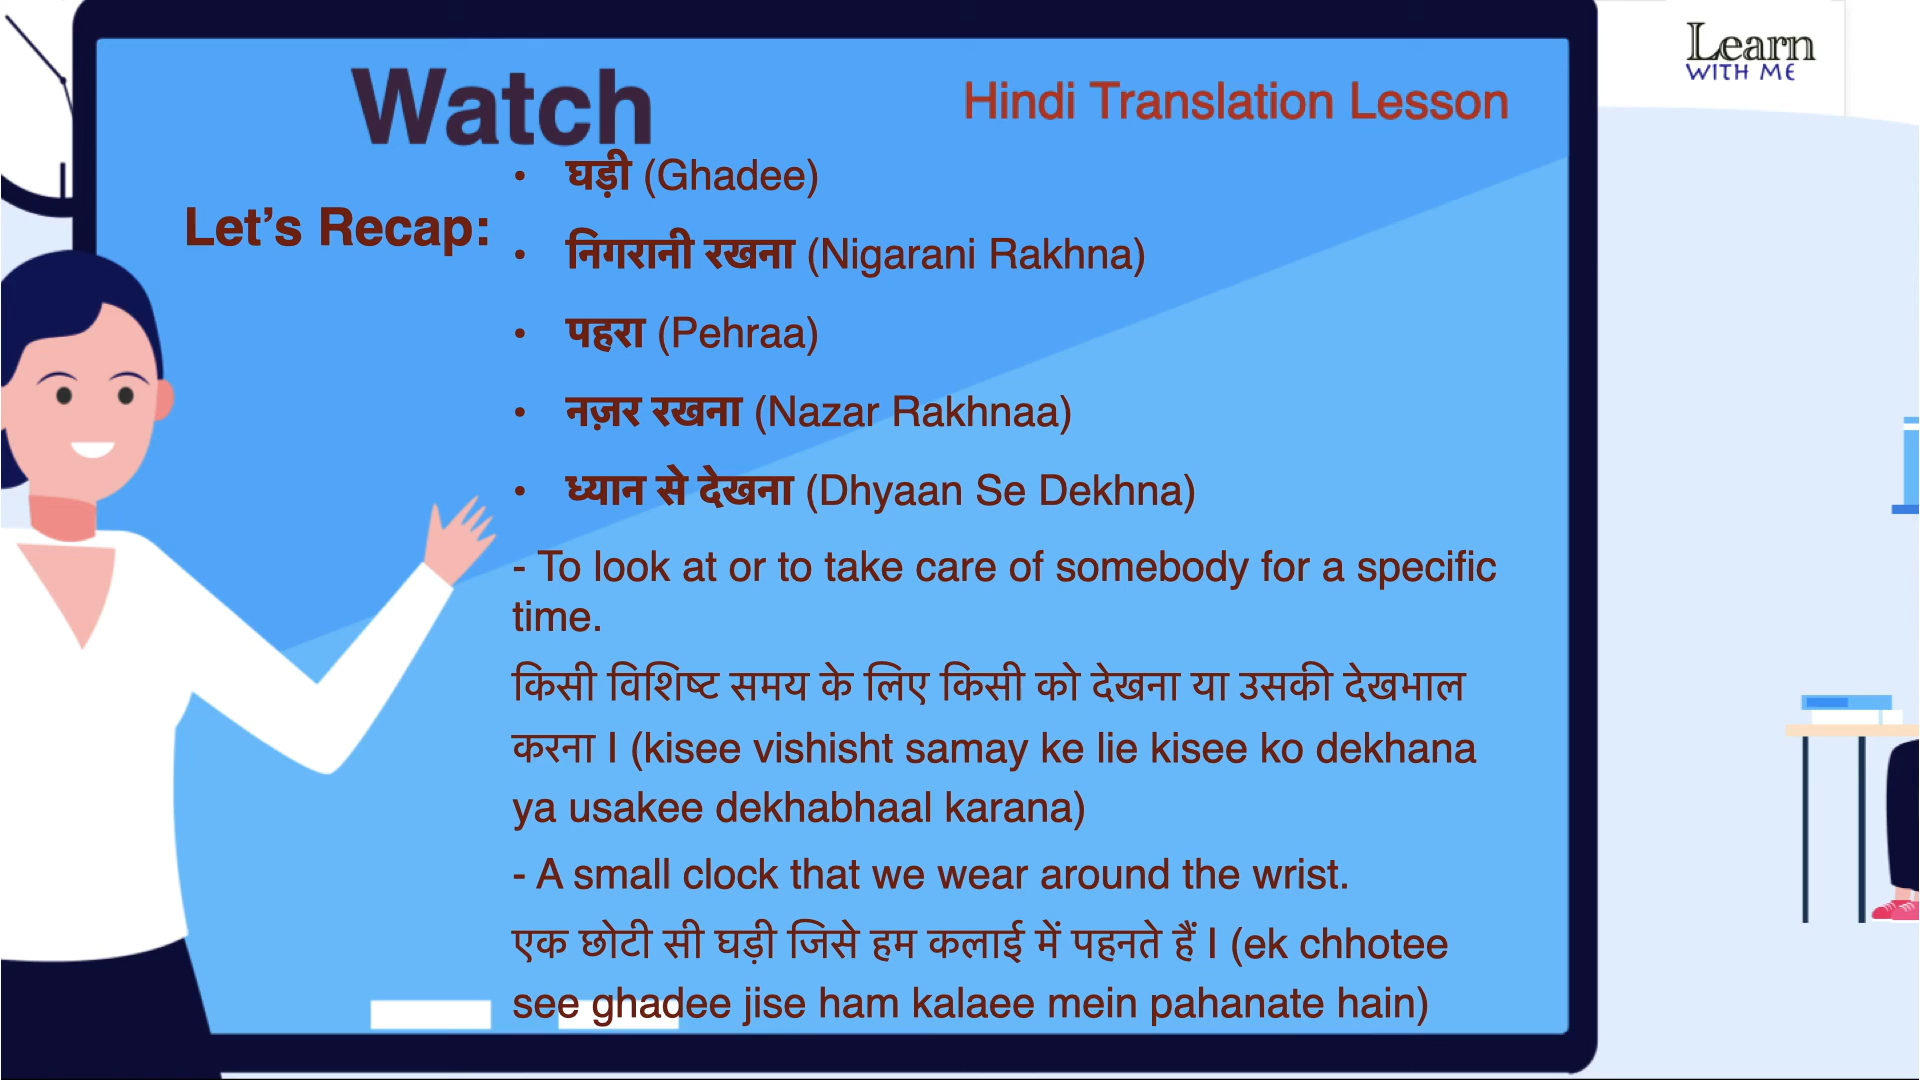 Learn
WITH ME
Watch
Hindi Translation Lesson
Let's Recap:
• घड़ी (Ghadee)
• निगरानी रखना (Nigarani Rakhna)
• पहरा (Pehraa)
• नज़र रखना (Nazar Rakhnaa)
• ध्यान से देखना (Dhyaan Se Dekhna)
- To look at or to take care of somebody for a specific
time.
किसी विशिष्ट समय के लिए किसी को देखना या उसकी देखभाल
करना I (kisee vishisht samay ke lie kisee ko dekhana
ya usakee dekhabhaal karana)
- A small clock that we wear around the wrist.
एक छोटी सी घड़ी जिसे हम कलाई में पहनते हैं I (ek chhotee
see ghadee jise ham kalaee mein pahanate hain)